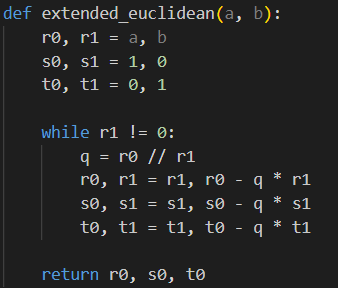 def extended_euclidean(a, b):
    r0, r1 = a, b
    s0, s1 = 1, 0
    t0, t1 = 0, 1

    while r1 != 0:
        q = r0 // r1
        r0, r1 = r1, r0 - q * r1
        s0, s1 = s1, s0 - q * s1
        t0, t1 = t1, t0 - q * t1

    return r0, s0, t0